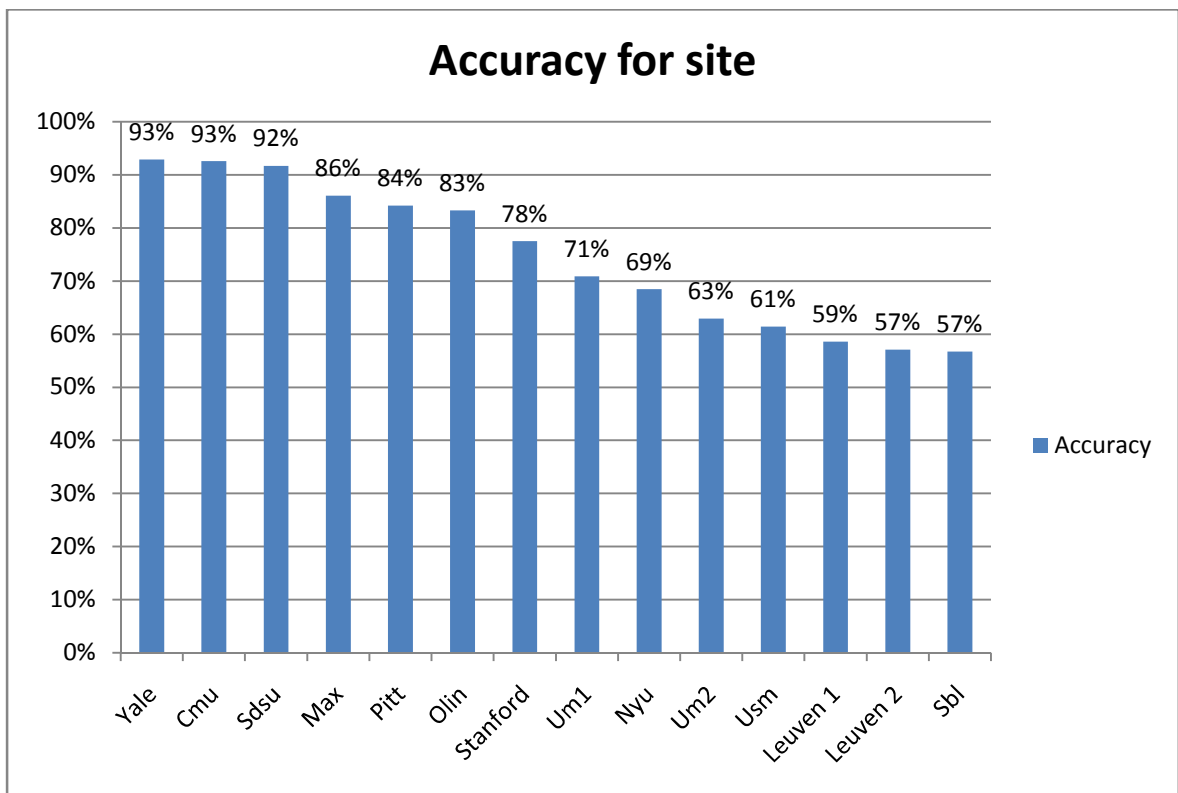 Accuracy for site
100%
90%
80%
70%
60%
50%
40%
30%
20%
10%
0%
93%
93%
92%
86%
84%
83%
78%
71%
69%
63%
61%
59%
57%
57%
Yale
Cmu
Sdsu
Max
Pitt
Olin
Stanford
Um1
Nyu
Um2
Usm
Leuven 1
Leuven 2
Sbl
Accuracy